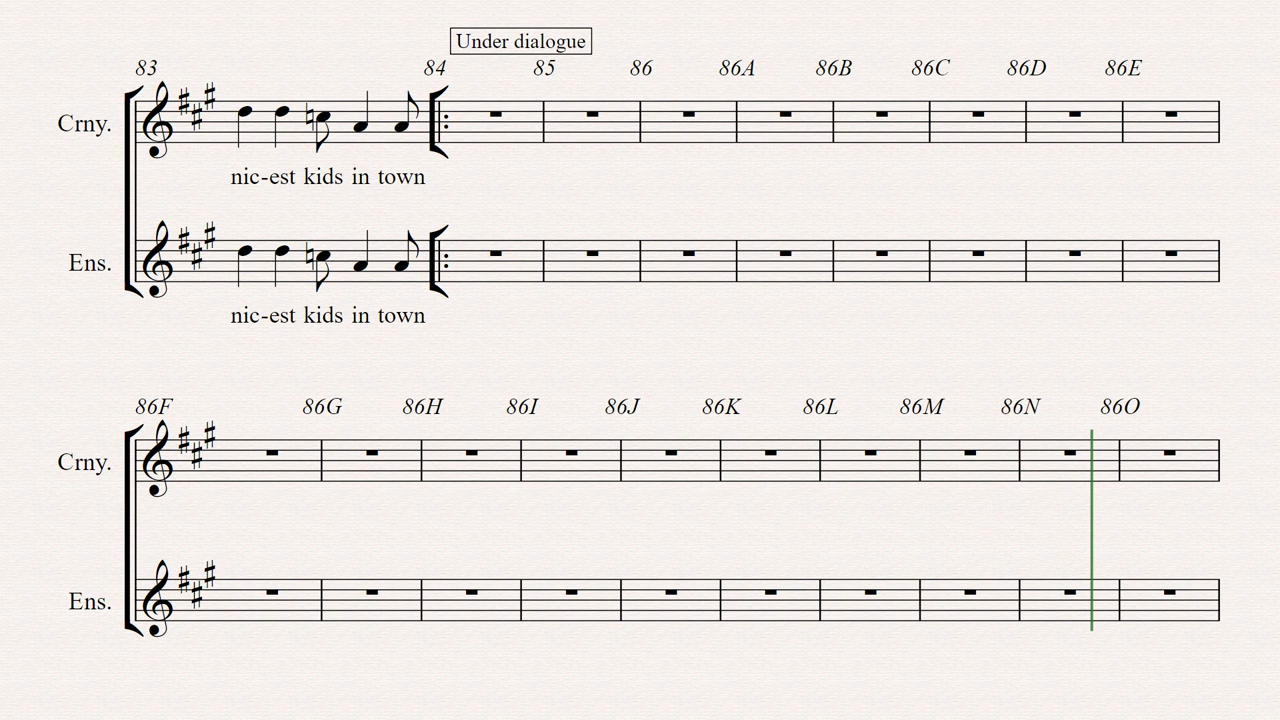 Under dialogue
83 84 85 86 86A 86B 86C 86D 86E
Crny.
nic-est kids in town
Ens.
nic-est kids in town
86F 86G 86H 86I 86J 86K 86L 86M 86N 86O
Crny.
Ens.